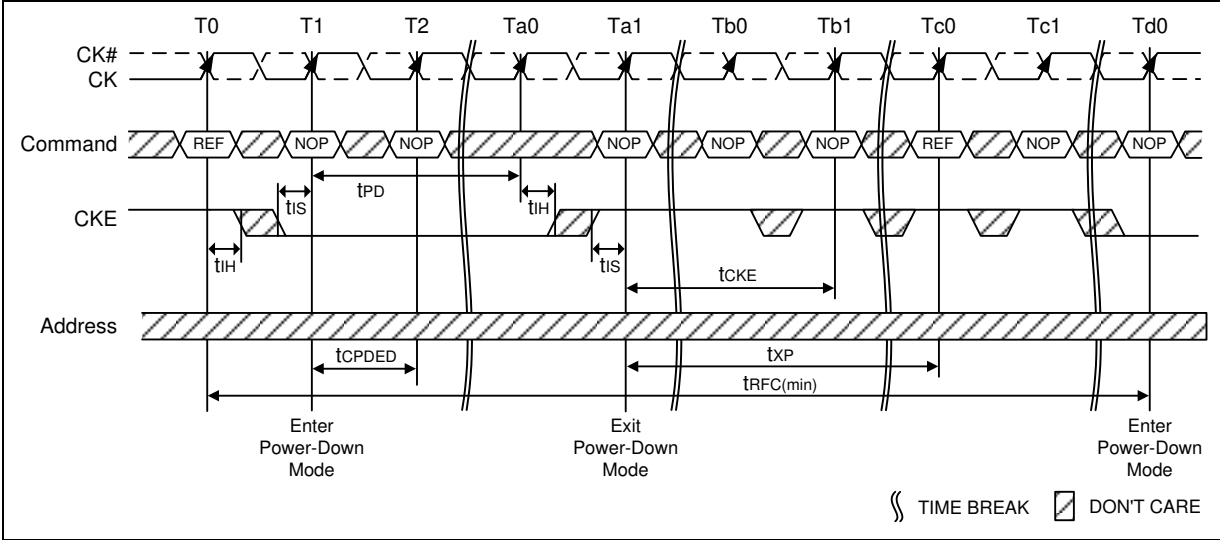 T0 T1 T2 Ta0 Ta1 Tb0 Tb1 Tc0 Tc1 Td0
CK#
CK
Command REF NOP NOP NOP NOP NOP REF NOP NOP
tPD
tIS tIH
CKE
tIH tIS
tCKE
Address
tCPDED tXP
tRFC(min)
Enter Exit Enter
Power-Down Power-Down Power-Down
Mode Mode Mode
TIME BREAK DON'T CARE